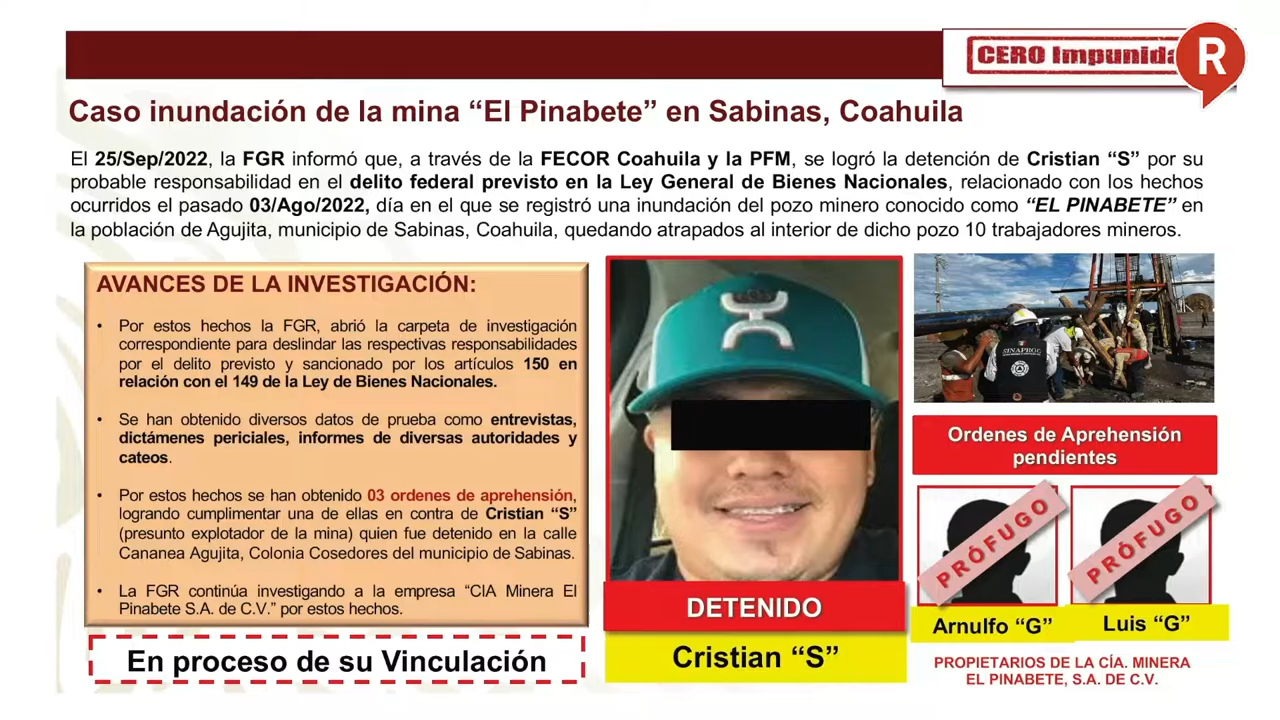 CERO Impunida
R
Caso inundación de la mina “El Pinabete” en Sabinas, Coahuila
El 25/Sep/2022, la FGR informó que, a través de la FECOR Coahuila y la PFM, se logró la detención de Cristian “S” por su
probable responsabilidad en el delito federal previsto en la Ley General de Bienes Nacionales, relacionado con los hechos
ocurridos el pasado 03/Ago/2022, día en el que se registró una inundación del pozo minero conocido como “EL PINABETE” en
la población de Agujita, municipio de Sabinas, Coahuila, quedando atrapados al interior de dicho pozo 10 trabajadores mineros.
AVANCES DE LA INVESTIGACIÓN:
• Por estos hechos la FGR, abrió la carpeta de investigación
correspondiente para deslindar las respectivas responsabilidades
por el delito previsto y sancionado por los artículos 150 en
relación con el 149 de la Ley de Bienes Nacionales.
• Se han obtenido diversos datos de prueba como entrevistas,
dictámenes periciales, informes de diversas autoridades y
cateos.
• Por estos hechos se han obtenido 03 ordenes de aprehensión,
logrando cumplimentar una de ellas en contra de Cristian “S”
(presunto explotador de la mina) quien fue detenido en la calle
Cananea Agujita, Colonia Cosedores del municipio de Sabinas.
• La FGR continúa investigando a la empresa “CIA Minera El
Pinabete S.A. de C.V.” por estos hechos.
En proceso de su Vinculación
DETENIDO
Cristian “S”
SINAPROC
Ordenes de Aprehensión
pendientes
PRÓFUGO
PRÓFUGO
Arnulfo “G”
Luis “G”
PROPIETARIOS DE LA CÍA. MINERA
EL PINABETE, S.A. DE C.V.